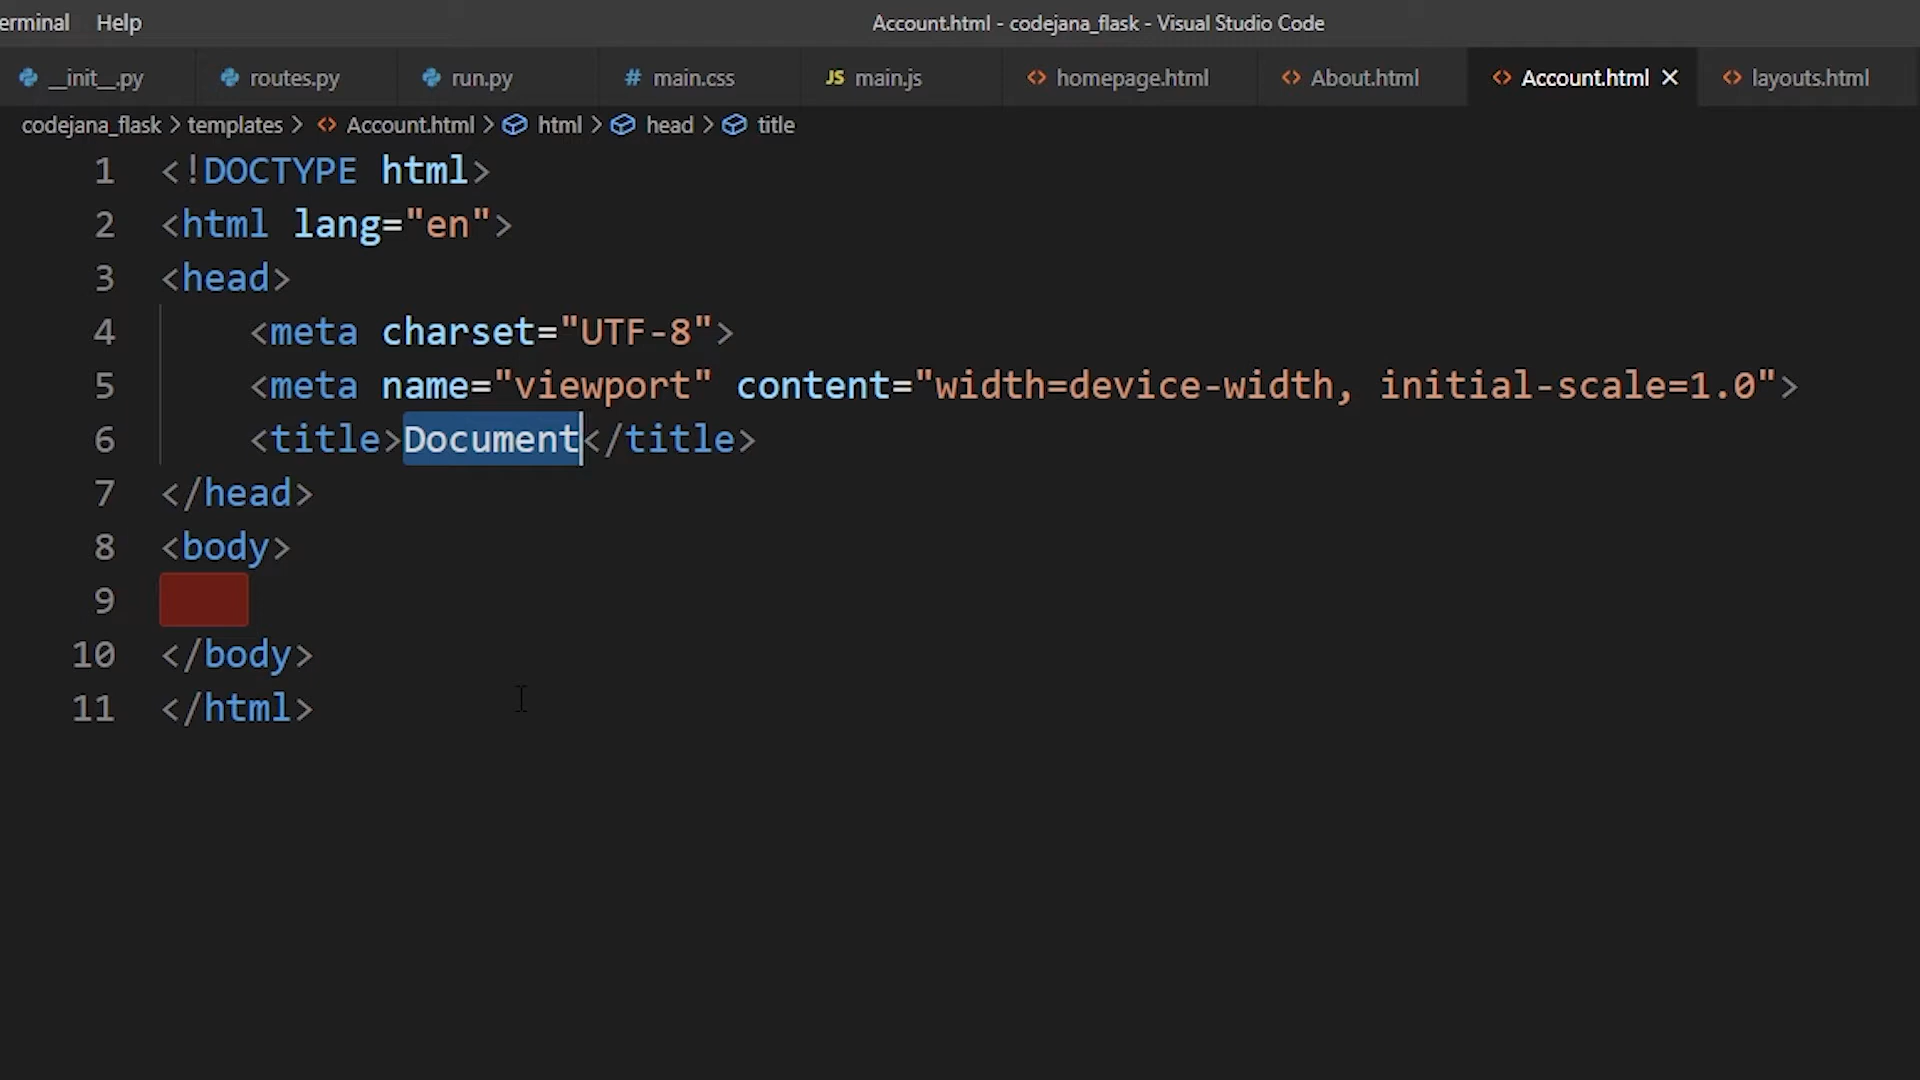 erminal Help Account.html - codejana_flask - Visual Studio Code
__init__.py routes.py run.py # main.css JS main.js <> homepage.html <> About.html <> Account.html × <> layouts.html
codejana_flask > templates > <> Account.html > html > head > title
1 <!DOCTYPE html>
2 <html lang="en">
3 <head>
4 <meta charset="UTF-8">
5 <meta name="viewport" content="width=device-width, initial-scale=1.0">
6 <title>Document</title>
7 </head>
8 <body>
9
10 </body>
11 </html>